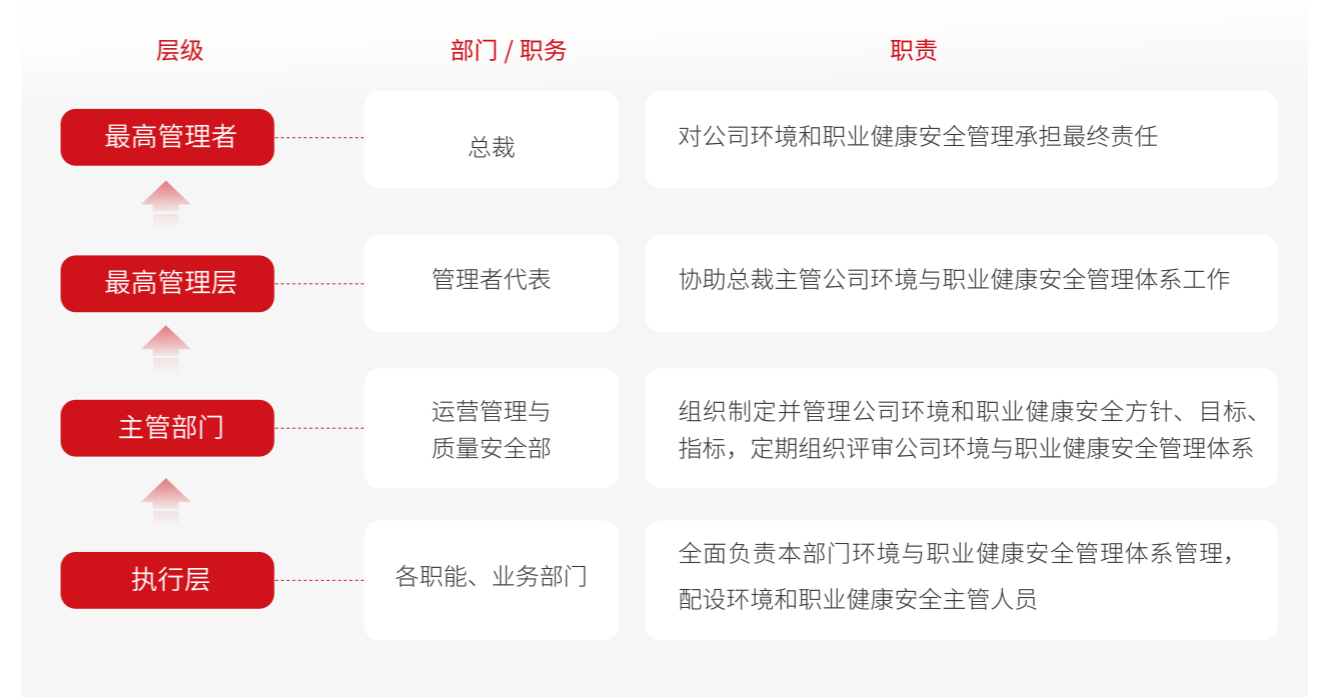 层级
部门 / 职务
职责
最高管理者
总裁
对公司环境和职业健康安全管理承担最终责任
最高管理层
管理者代表
协助总裁主管公司环境与职业健康安全管理体系工作
主管部门
运营管理与
质量安全部
组织制定并管理公司环境和职业健康安全方针、目标、
指标，定期组织评审公司环境与职业健康安全管理体系
执行层
各职能、业务部门
全面负责本部门环境与职业健康安全管理体系管理，
配设环境和职业健康安全主管人员